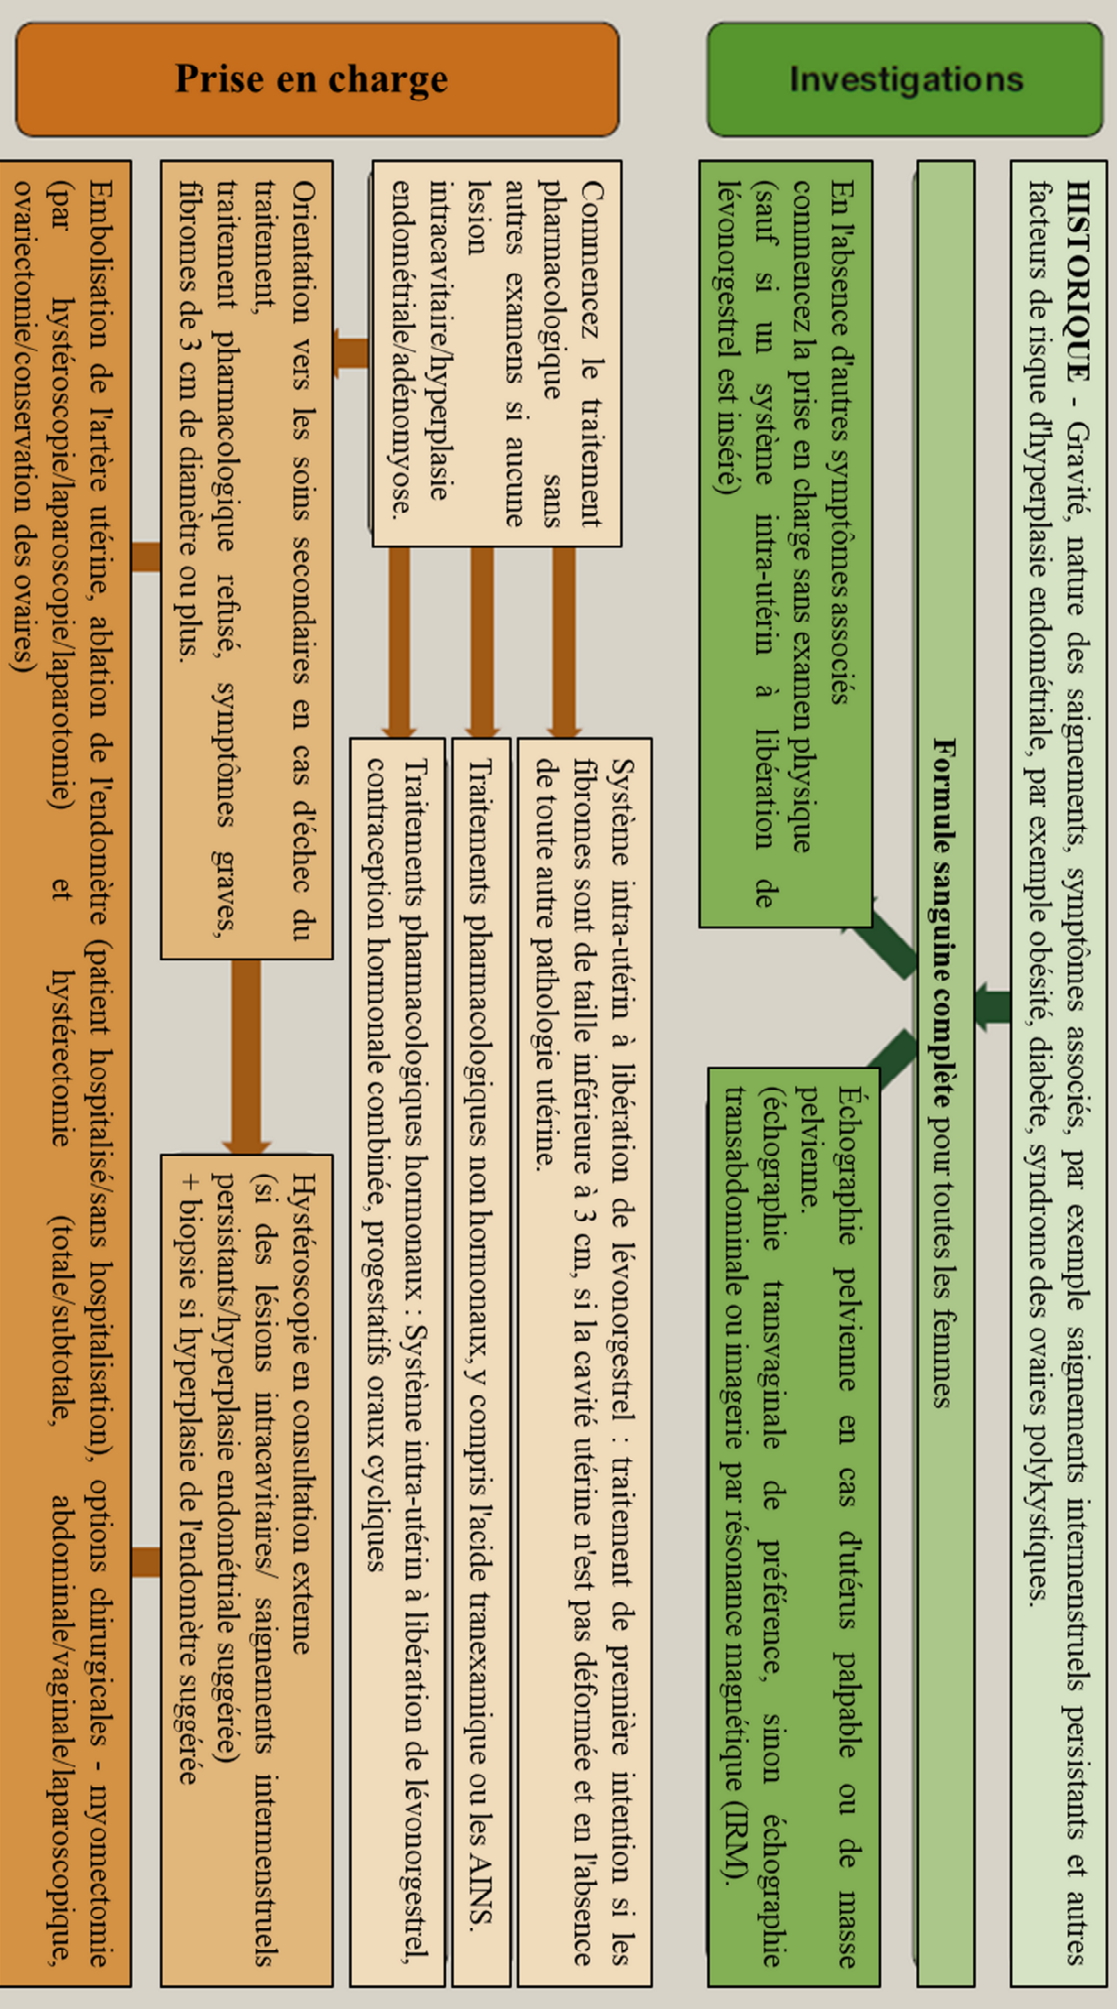 Investigations
HISTORIQUE - Gravité, nature des saignements, symptômes associés, par exemple saignements intermenstruels persistants et autres
facteurs de risque d'hyperplasie endométriale, par exemple obésité, diabète, syndrome des ovaires polykystiques.
Formule sanguine complète pour toutes les femmes
En l'absence d'autres symptômes associés
commencez la prise en charge sans examen physique
(sauf si un système intra-utérin à libération de
lévonorgestrel est inséré)
Échographie pelvienne en cas d'utérus palpable ou de masse
pelvienne.
(échographie transvaginale de préférence, sinon échographie
transabdominale ou imagerie par résonance magnétique (IRM).
Prise en charge
Commencez le traitement
pharmacologique sans
autres examens si aucune
lesion
intracavitaire/hyperplasie
endométriale/adénomyose.
Système intra-utérin à libération de lévonorgestrel : traitement de première intention si les
fibromes sont de taille inférieure à 3 cm, si la cavité utérine n'est pas déformée et en l'absence
de toute autre pathologie utérine.
Traitements pharmacologiques non hormonaux, y compris l'acide tranexamique ou les AINS.
Traitements pharmacologiques hormonaux : Système intra-utérin à libération de lévonorgestrel,
contraception hormonale combinée, progestatifs oraux cycliques
Orientation vers les soins secondaires en cas d'échec du
traitement,
traitement pharmacologique refusé, symptômes graves,
fibromes de 3 cm de diamètre ou plus.
Hystéroscopie en consultation externe
(si des lésions intracavitaires/ saignements intermenstruels
persistants/hyperplasie endométriale suggérée)
+ biopsie si hyperplasie de l'endomètre suggérée
Embolisation de l'artère utérine, ablation de l'endomètre (patient hospitalisé/sans hospitalisation), options chirurgicales - myomectomie
(par hystéroscopie/laparoscopie/laparotomie) et hystérectomie (totale/subtotale, abdominale/vaginale/laparoscopique,
ovariectomie/conservation des ovaires)